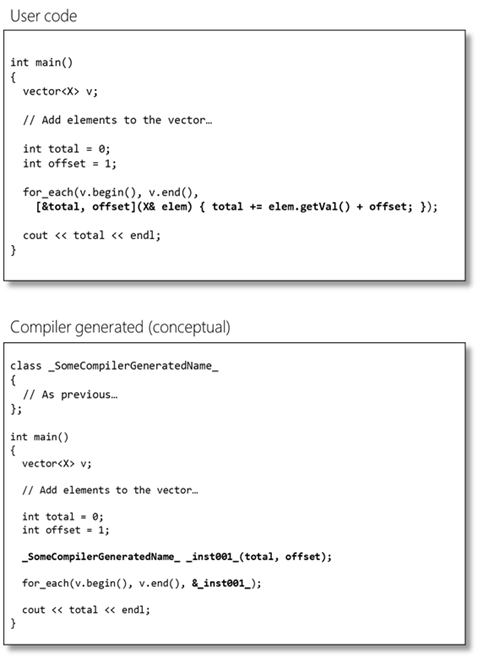 User code
int main()
{
vector<X> v;
// Add elements to the vector…
int total = 0;
int offset = 1;
for_each(v.begin(), v.end(),
[&total, offset](X& elem) { total += elem.getVal() + offset; });
cout << total << endl;
}
Compiler generated (conceptual)
class _SomeCompilerGeneratedName_
{
// As previous…
};
int main()
{
vector<X> v;
// Add elements to the vector…
int total = 0;
int offset = 1;
_SomeCompilerGeneratedName_ _inst001_(total, offset);
for_each(v.begin(), v.end(), &_inst001_);
cout << total << endl;
}